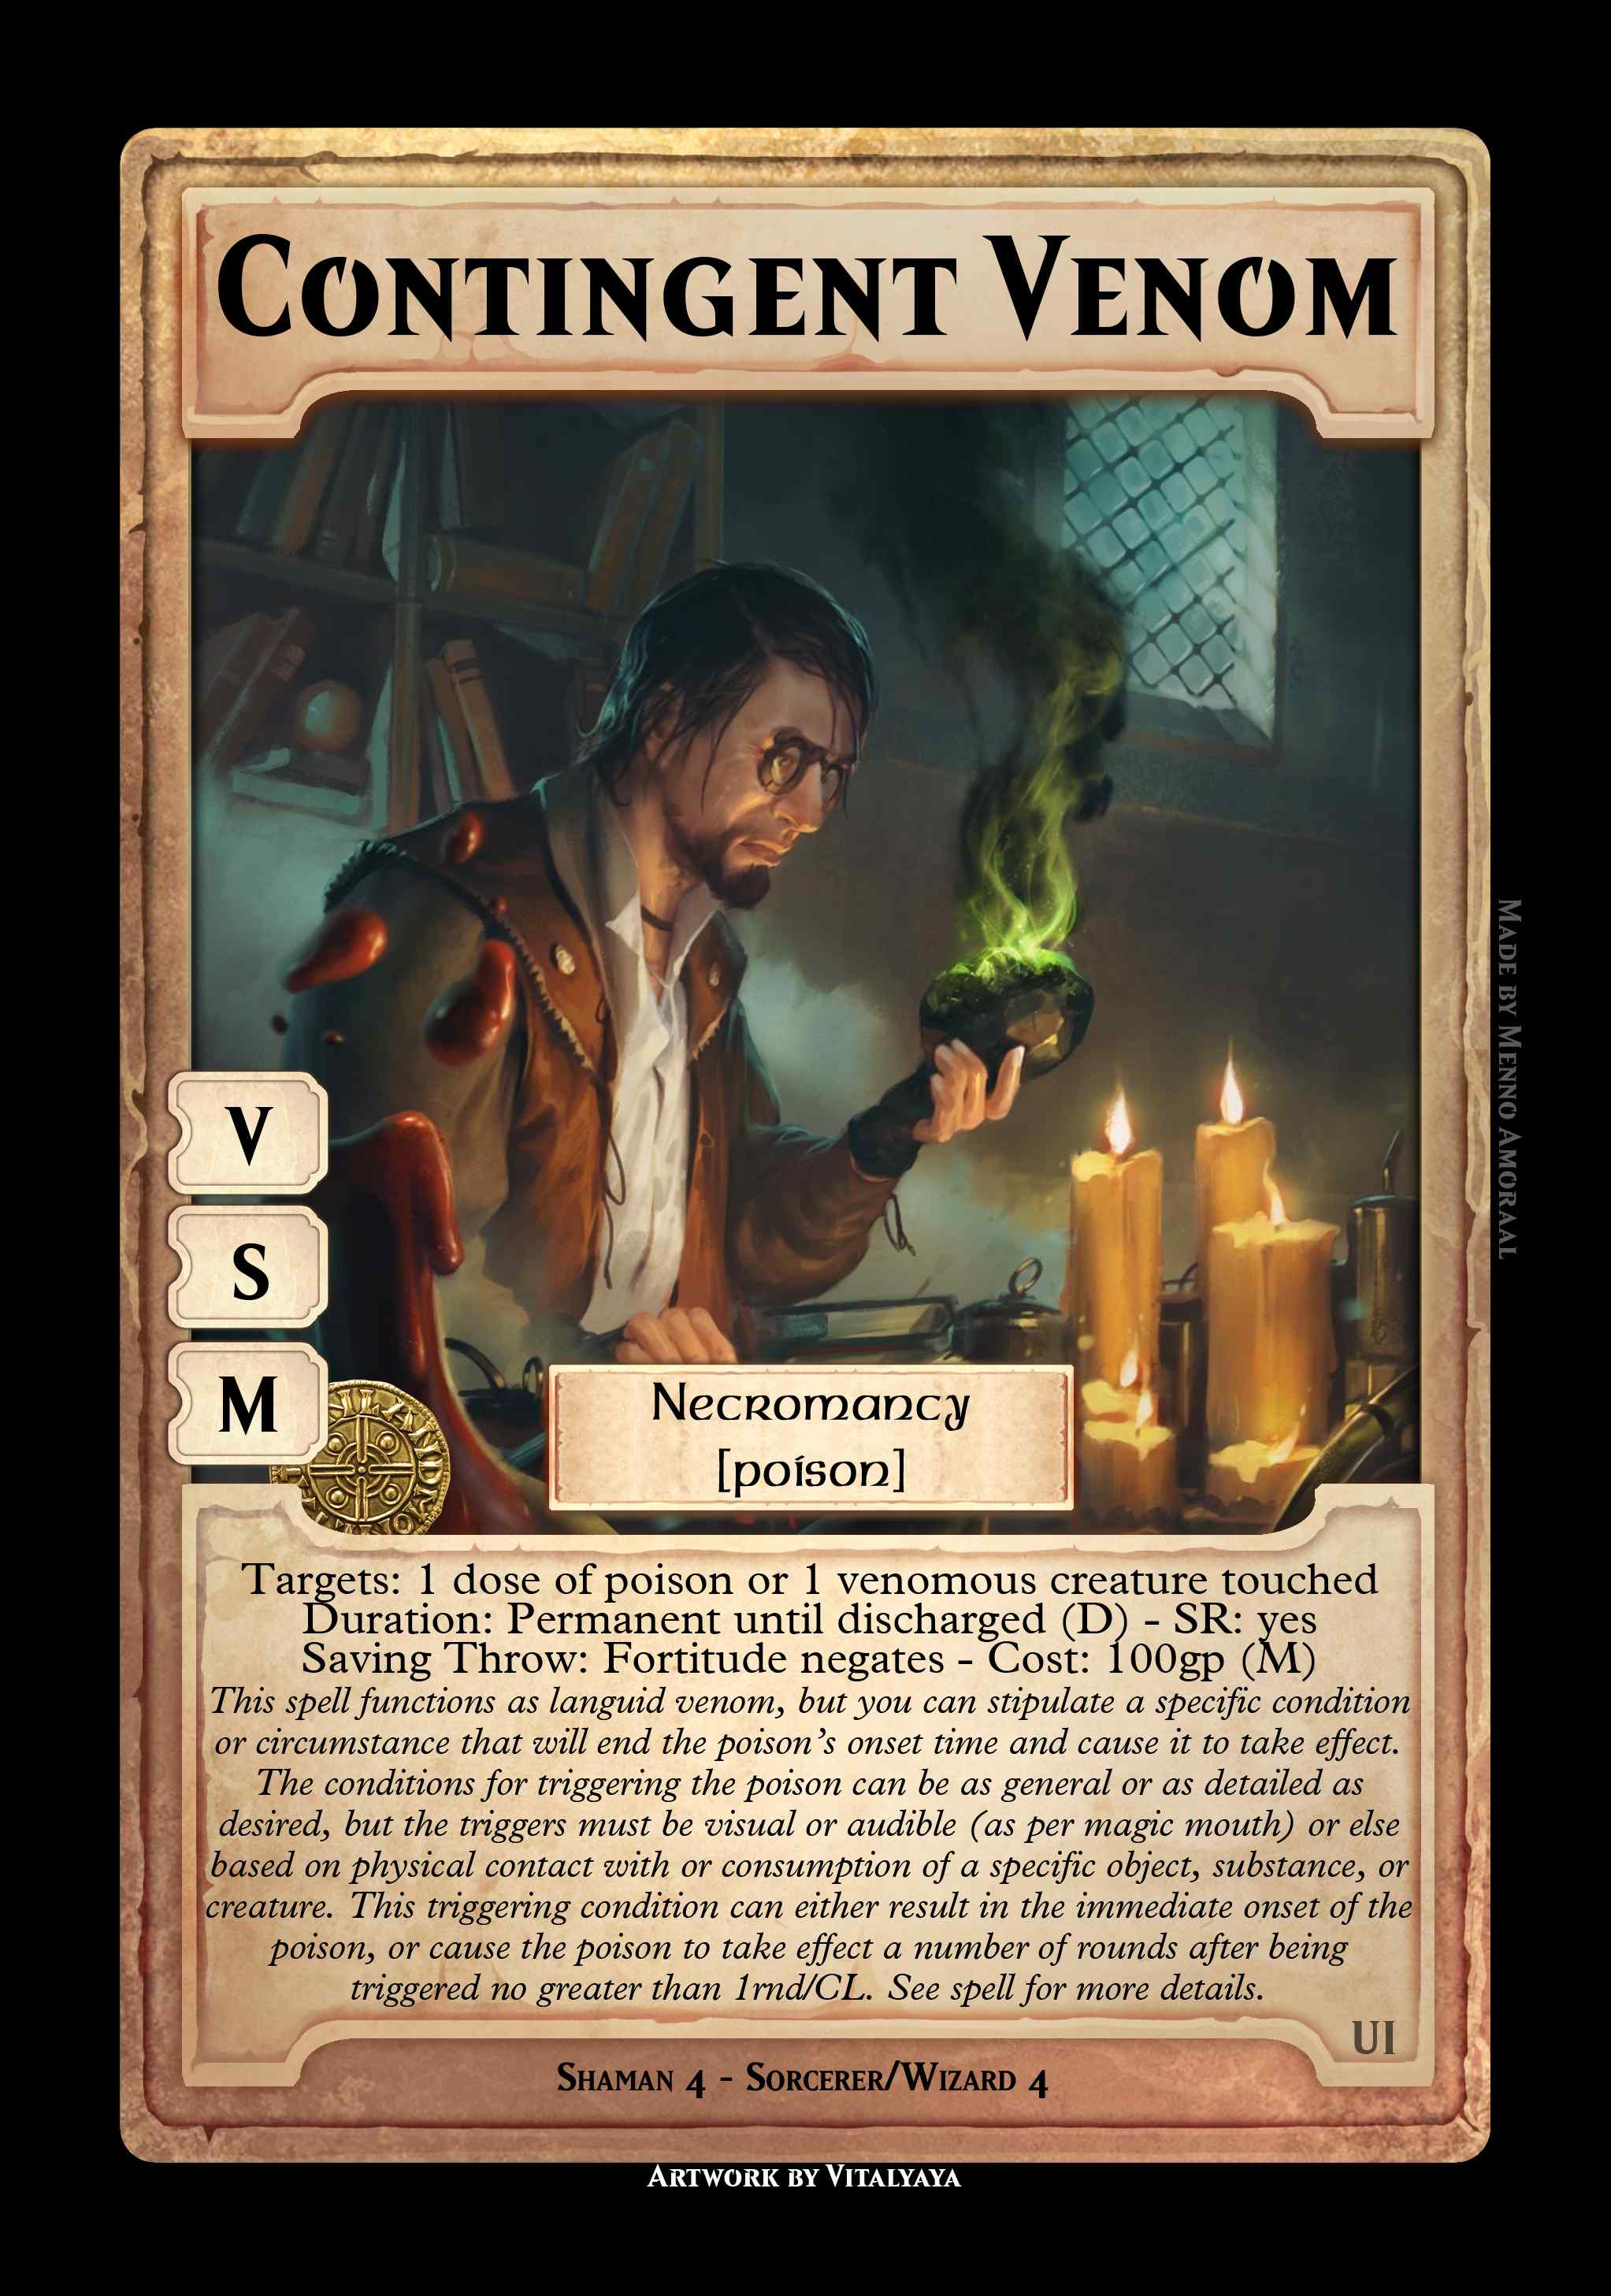 Contingent Venom
V
S
M
Necromancy
[poison]
Targets: 1 dose of poison or 1 venomous creature touched
Duration: Permanent until discharged (D) - SR: yes
Saving Throw: Fortitude negates - Cost: 100gp (M)
This spell functions as languid venom, but you can stipulate a specific condition
or circumstance that will end the poison’s onset time and cause it to take effect.
The conditions for triggering the poison can be as general or as detailed as
desired, but the triggers must be visual or audible (as per magic mouth) or else
based on physical contact with or consumption of a specific object, substance, or
creature. This triggering condition can either result in the immediate onset of the
poison, or cause the poison to take effect a number of rounds after being
triggered no greater than 1rnd/CL. See spell for more details.
UI
Shaman 4 - Sorcerer/Wizard 4
Artwork by Vitalyaya
Made by Menno Amoraal